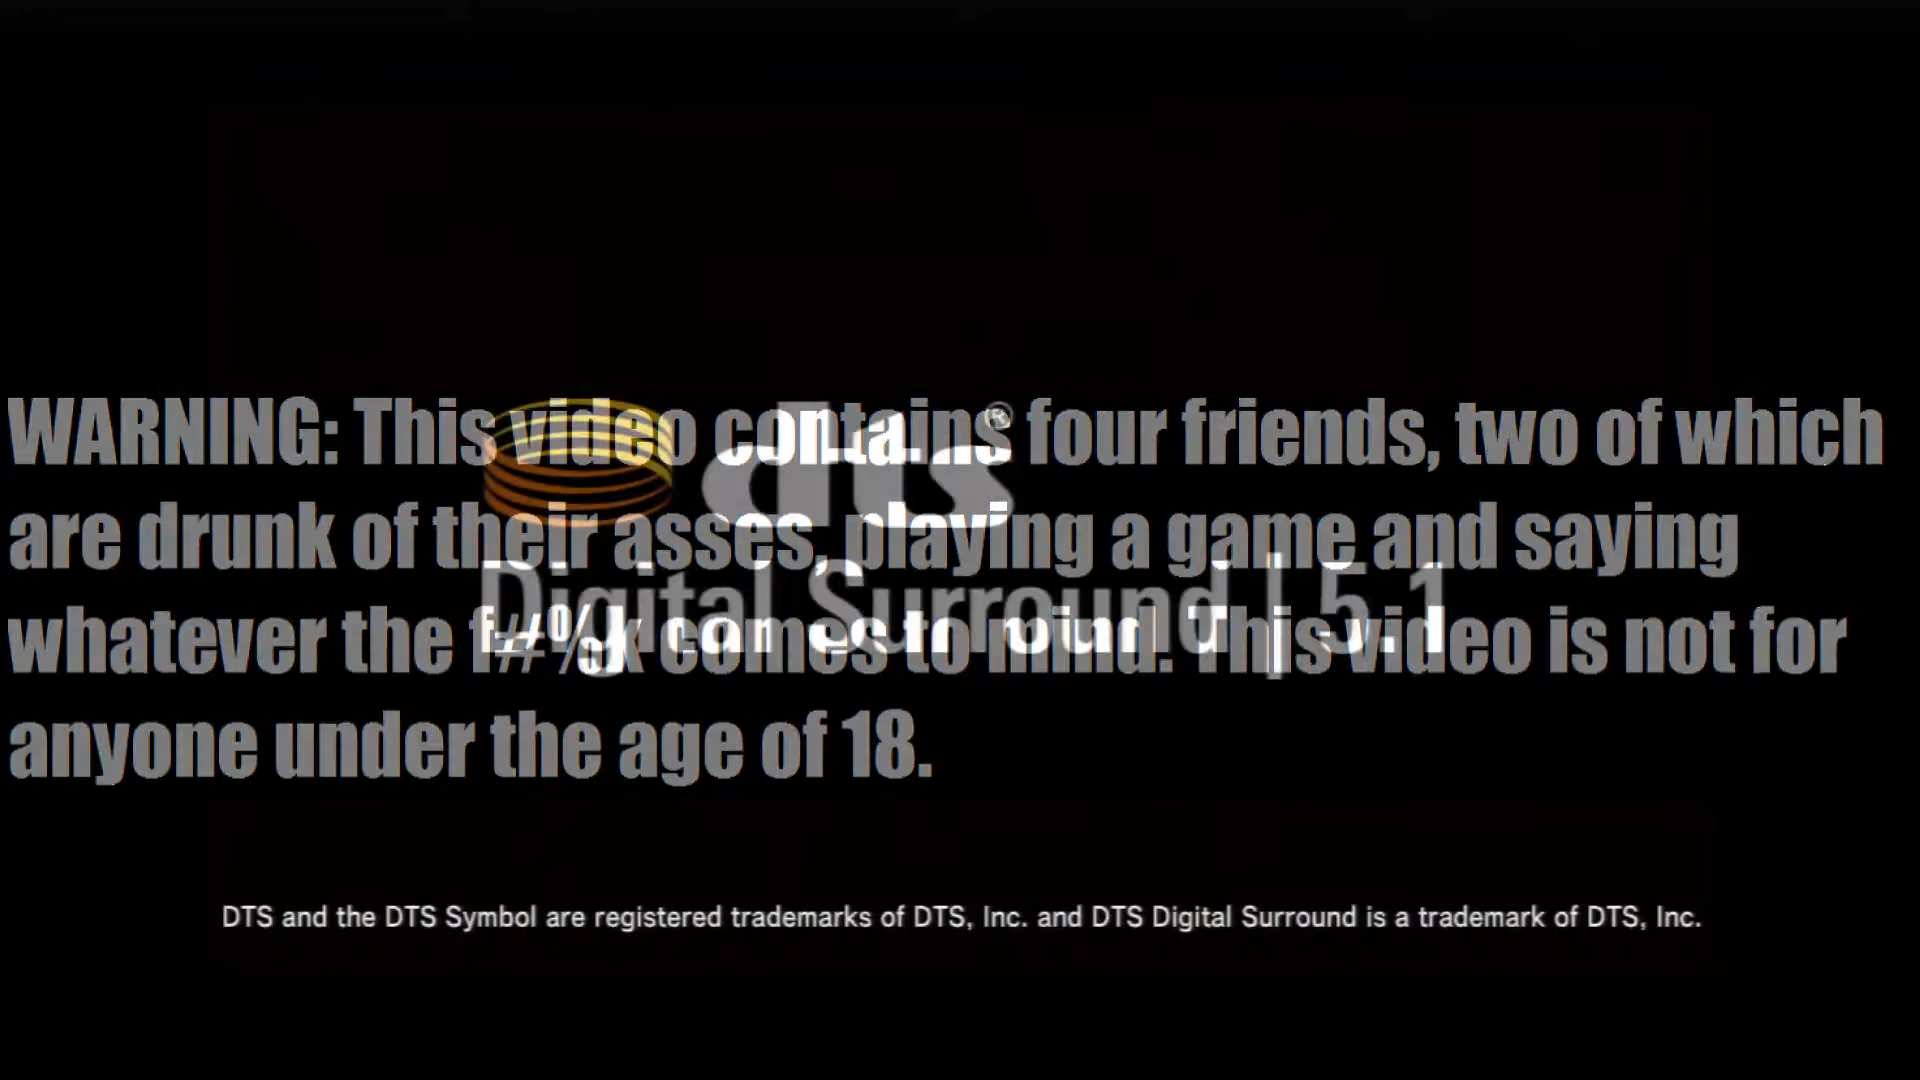 WARNING: This video contains four friends, two of which
are drunk of their asses, playing a game and saying
whatever the f#%k comes to mind. This video is not for
anyone under the age of 18.
dts®
Digital Surround | 5.1
DTS and the DTS Symbol are registered trademarks of DTS, Inc. and DTS Digital Surround is a trademark of DTS, Inc.